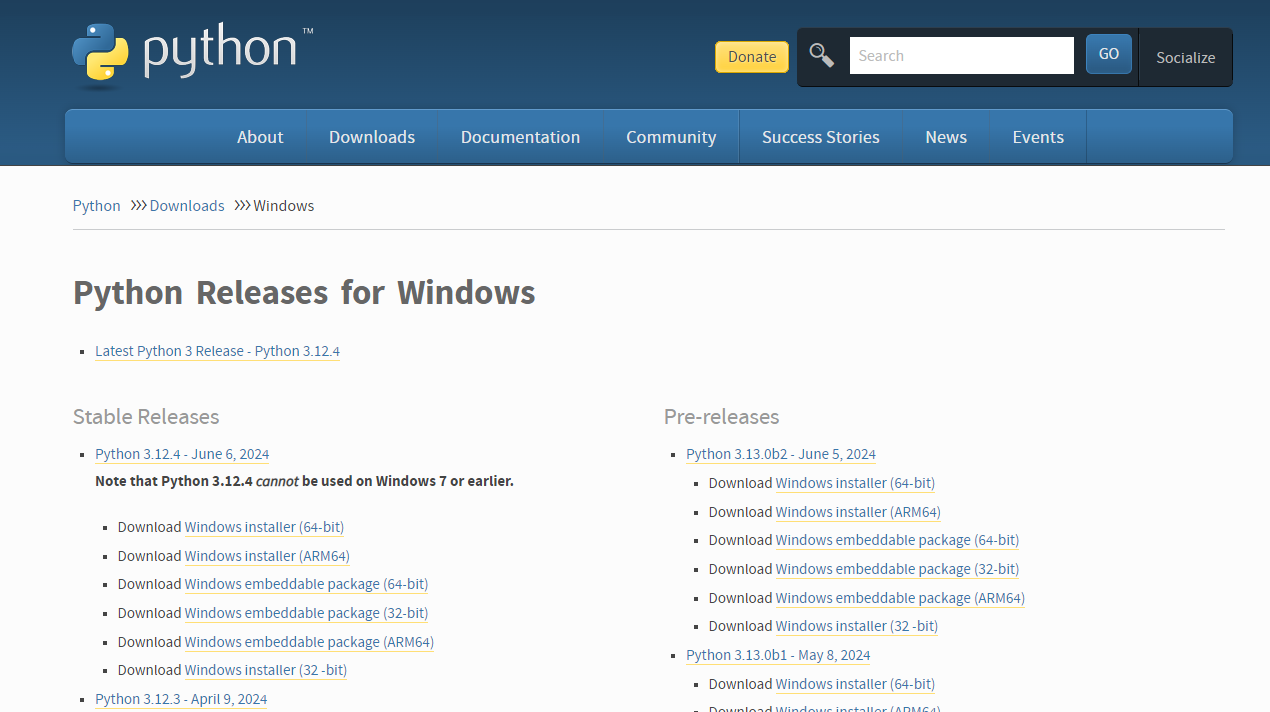 python™
Donate
Search
GO
Socialize
About
Downloads
Documentation
Community
Success Stories
News
Events
Python >>> Downloads >>> Windows
Python Releases for Windows
Latest Python 3 Release - Python 3.12.4
Stable Releases
Python 3.12.4 - June 6, 2024
Note that Python 3.12.4 cannot be used on Windows 7 or earlier.
Download Windows installer (64-bit)
Download Windows installer (ARM64)
Download Windows embeddable package (64-bit)
Download Windows embeddable package (32-bit)
Download Windows embeddable package (ARM64)
Download Windows installer (32 -bit)
Python 3.12.3 - April 9, 2024
Pre-releases
Python 3.13.0b2 - June 5, 2024
Download Windows installer (64-bit)
Download Windows installer (ARM64)
Download Windows embeddable package (64-bit)
Download Windows embeddable package (32-bit)
Download Windows embeddable package (ARM64)
Download Windows installer (32 -bit)
Python 3.13.0b1 - May 8, 2024
Download Windows installer (64-bit)
Download Windows installer (ARM64)